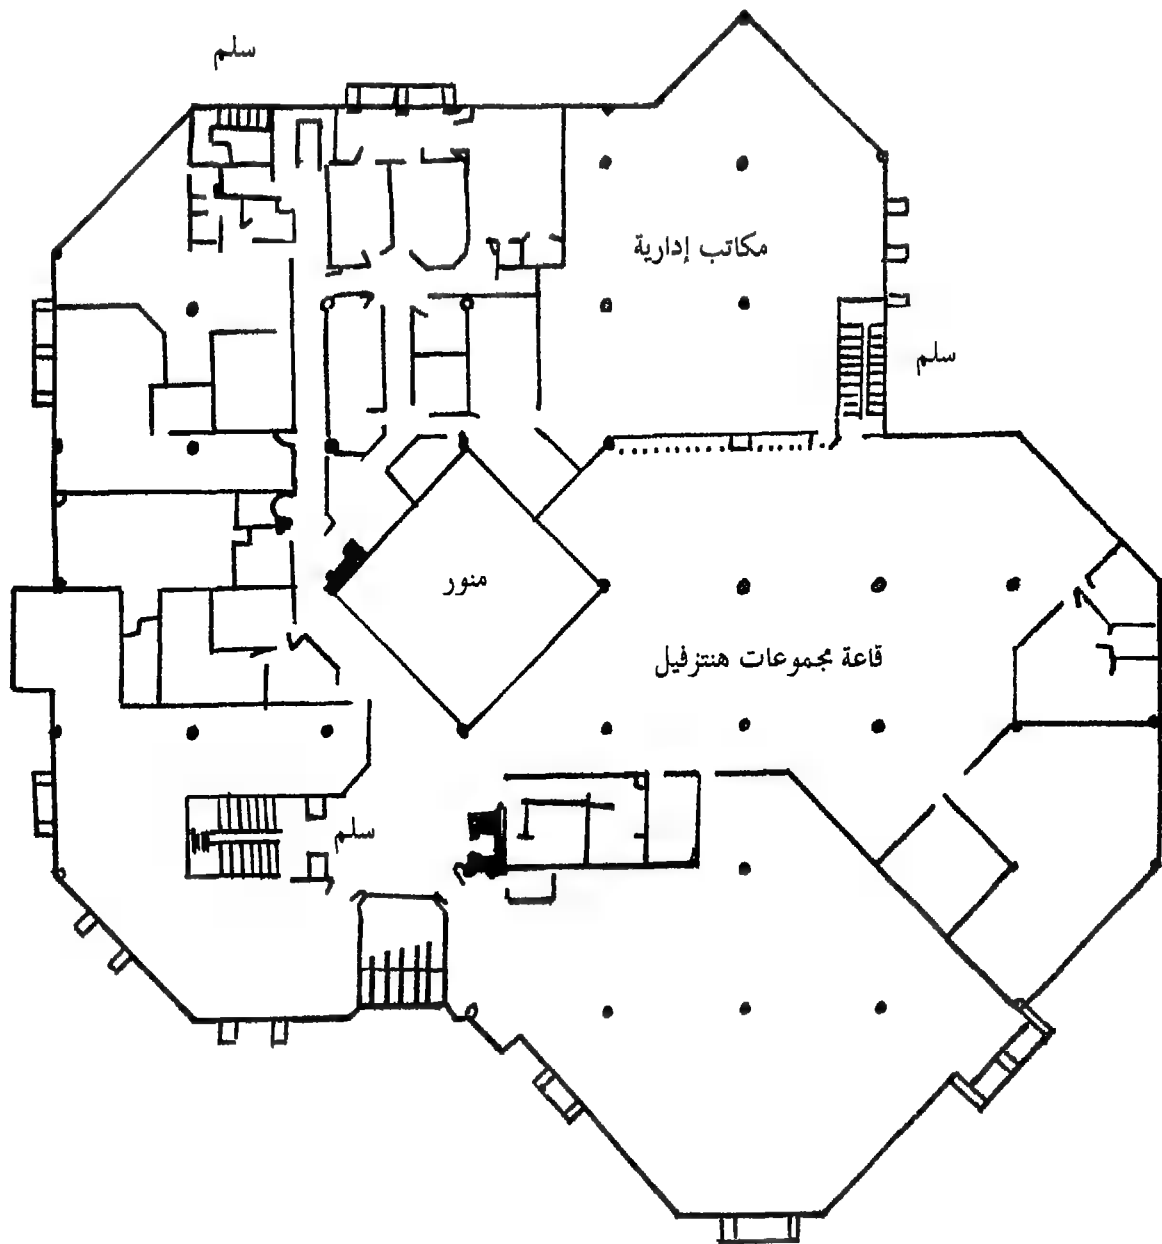 سلم
مكاتب إدارية
سلم
منور
قاعة مجموعات هنتزفيل
سلم